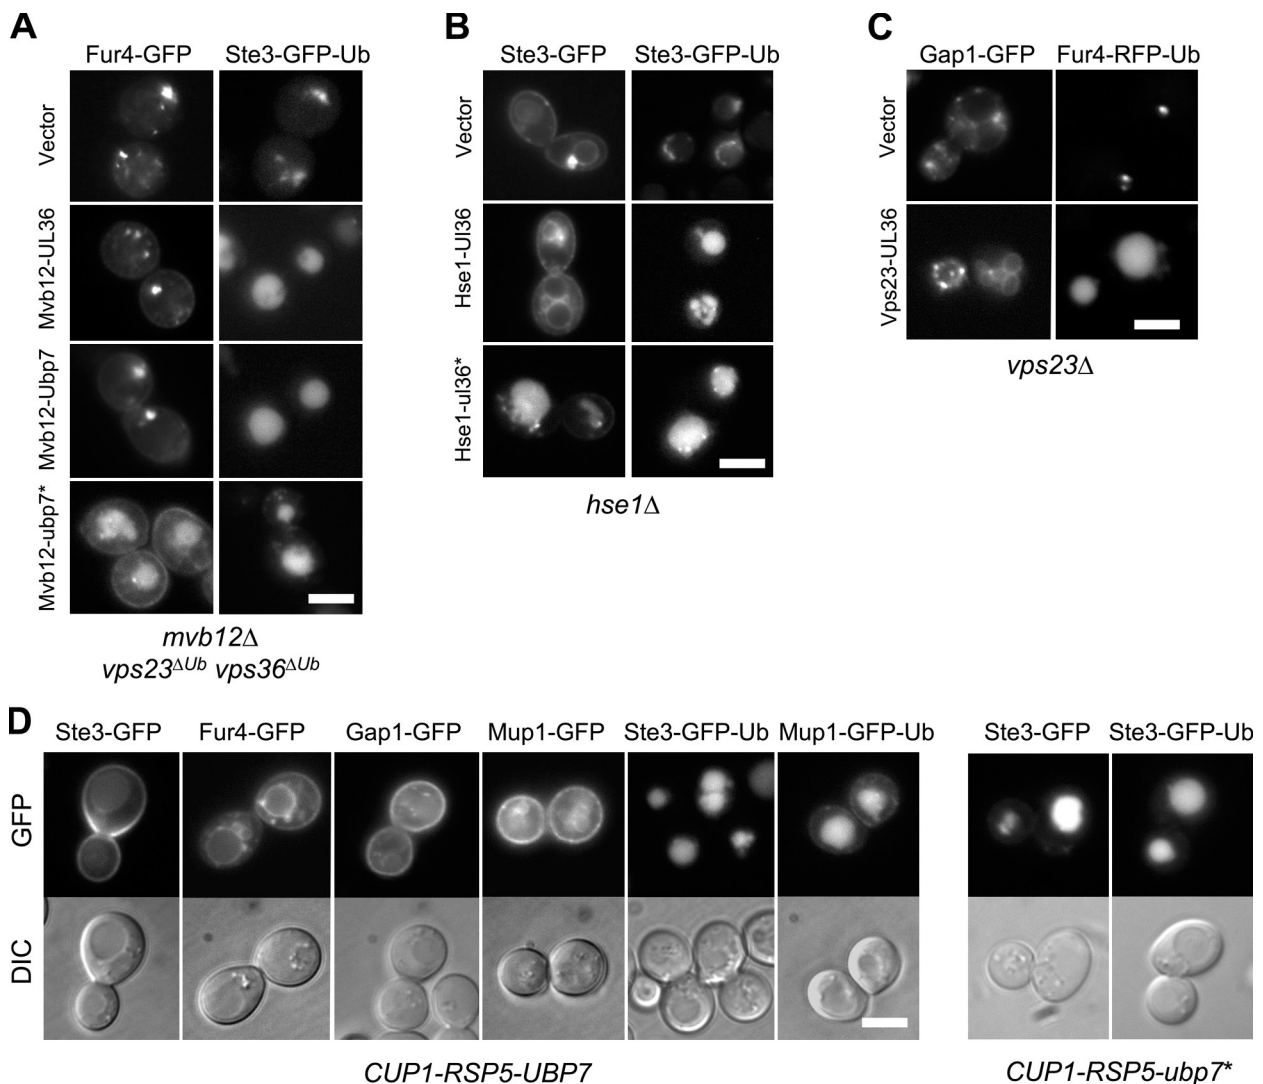 A
Fur4-GFP Ste3-GFP-Ub
Vector
Mvb12-UL36
Mvb12-Ubp7
Mvb12-ubp7*
mvb12Δ
vps23ΔUb vps36ΔUb
B
Ste3-GFP Ste3-GFP-Ub
Vector
Hse1-Ul36
Hse1-ul36*
hse1Δ
C
Gap1-GFP Fur4-RFP-Ub
Vector
Vps23-UL36
vps23Δ
D
Ste3-GFP Fur4-GFP Gap1-GFP Mup1-GFP Ste3-GFP-Ub Mup1-GFP-Ub Ste3-GFP Ste3-GFP-Ub
GFP
DIC
CUP1-RSP5-UBP7 CUP1-RSP5-ubp7*